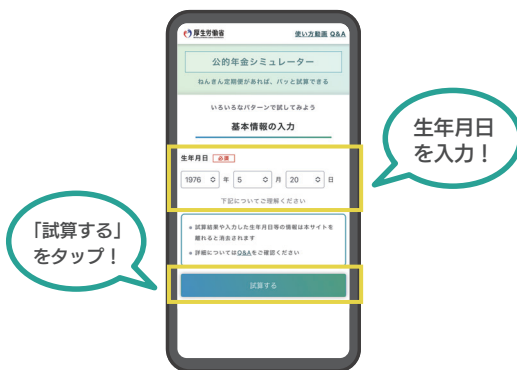 厚生労働省
使い方動画 Q&A
公的年金シミュレーター
ねんきん定期便があれば、パッと試算できる
いろいろなパターンで試してみよう
基本情報の入力
生年月日 必須
1976 年 5 月 20 日
下記についてご理解ください
試算結果や入力した生年月日等の情報は本サイトを
離れると消去されます
詳細についてはQ&Aをご確認ください
試算する
生年月日
を入力！
「試算する」
をタップ！